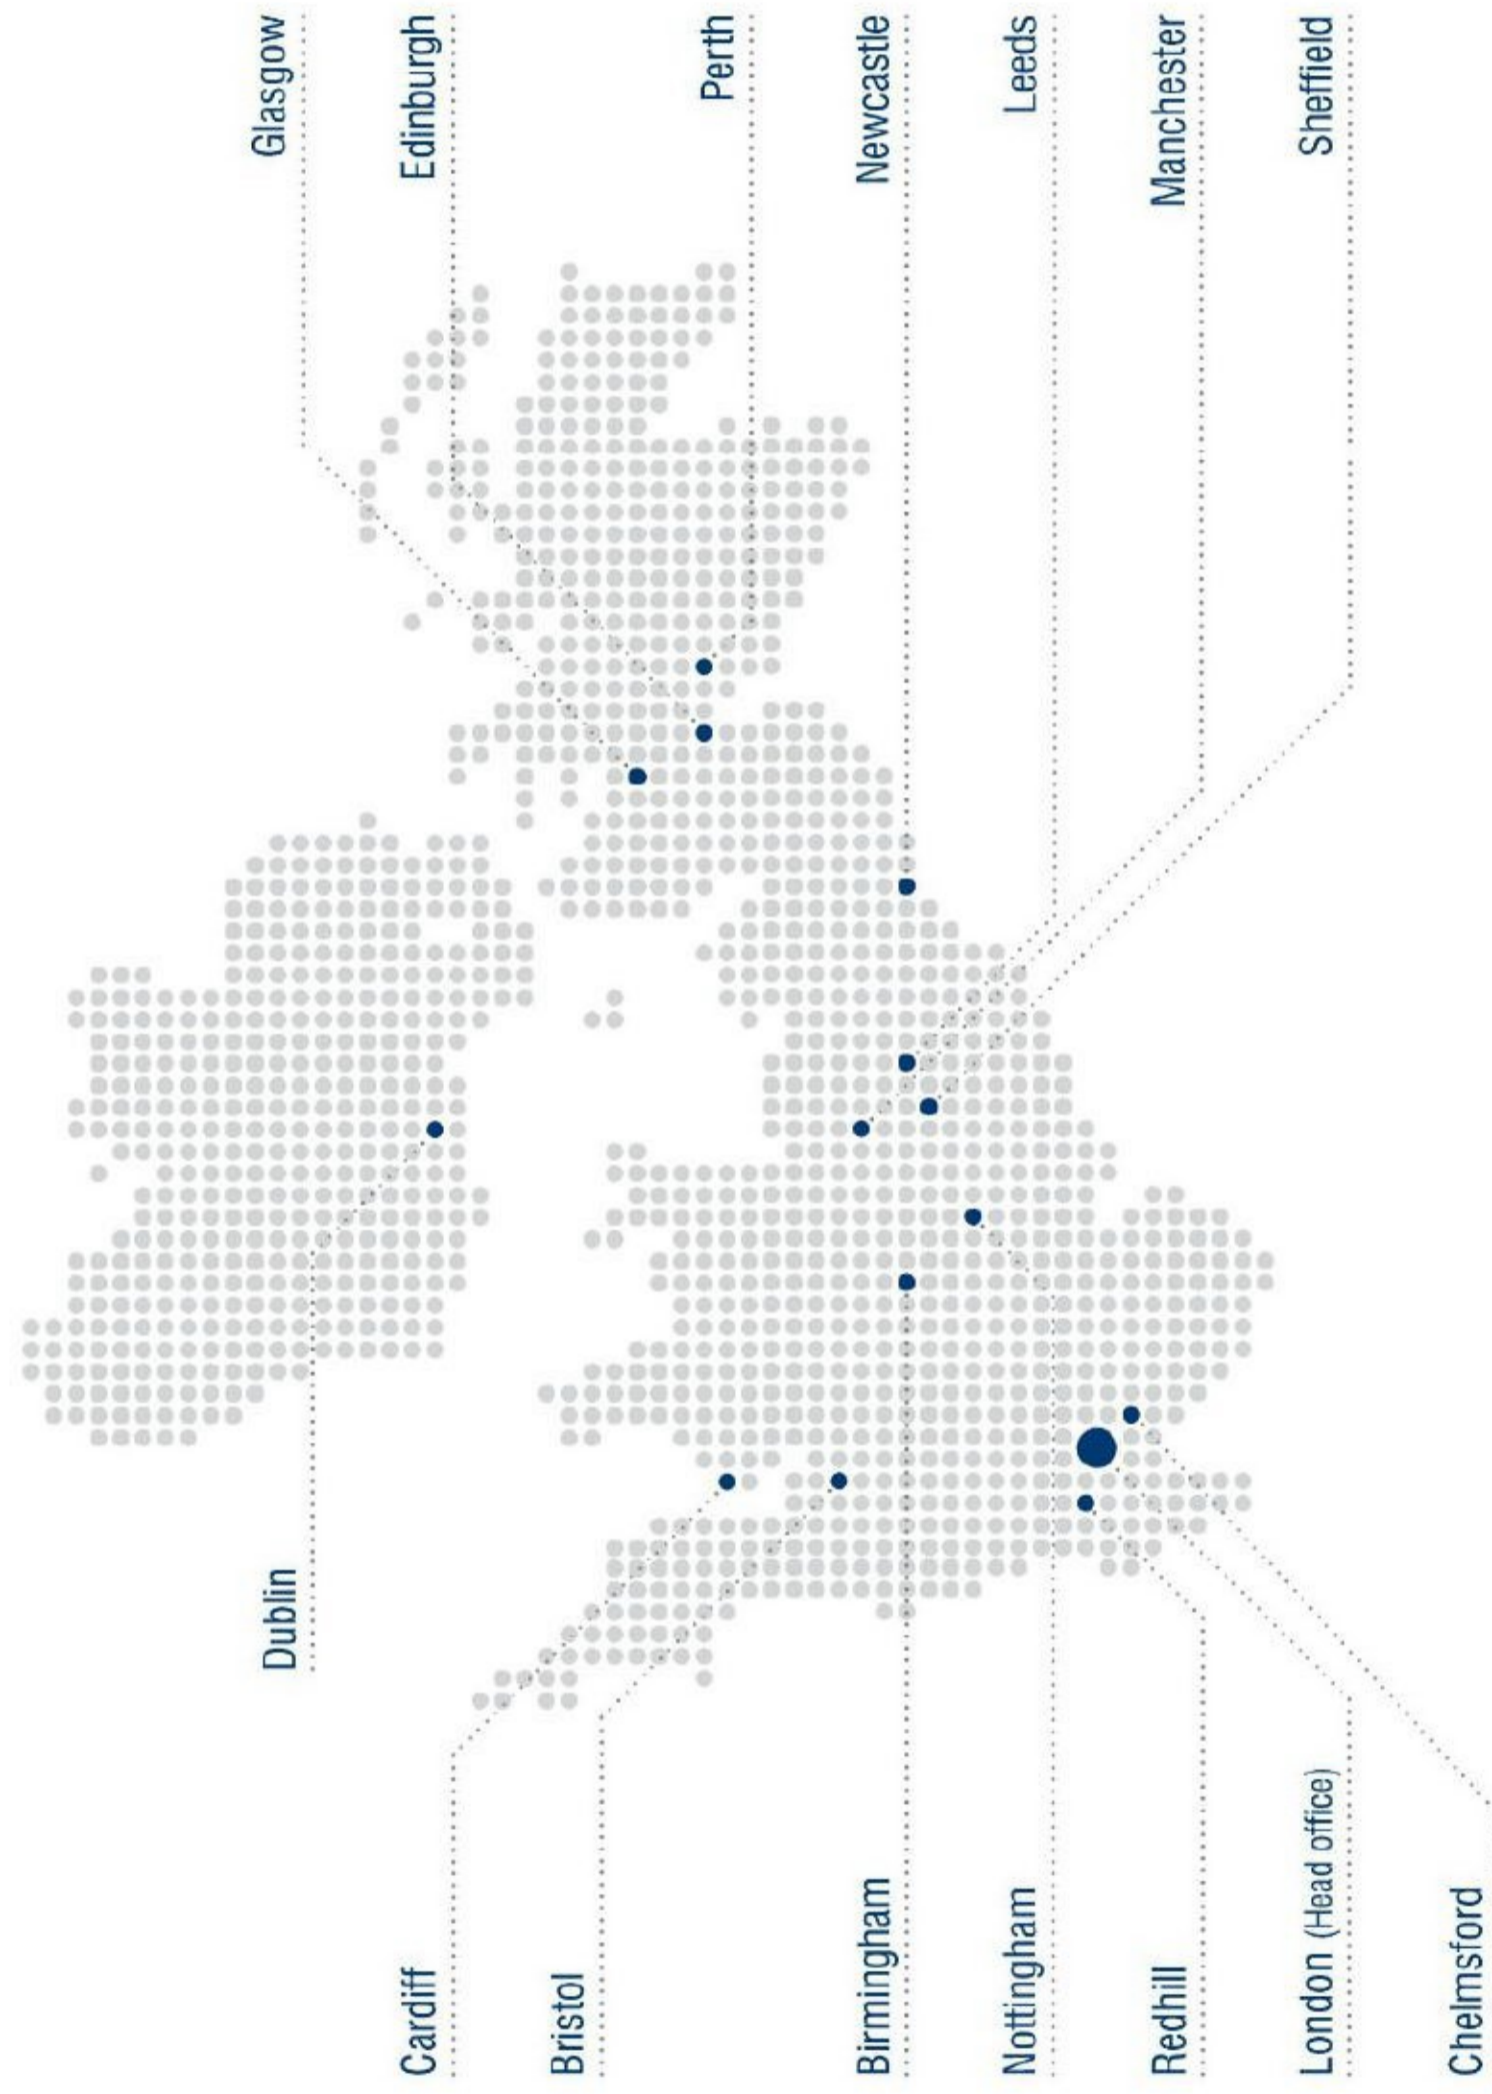 Glasgow
Edinburgh
Perth
Newcastle
Leeds
Manchester
Sheffield
Dublin
Cardiff
Bristol
Birmingham
Nottingham
Redhill
London (Head office)
Chelmsford